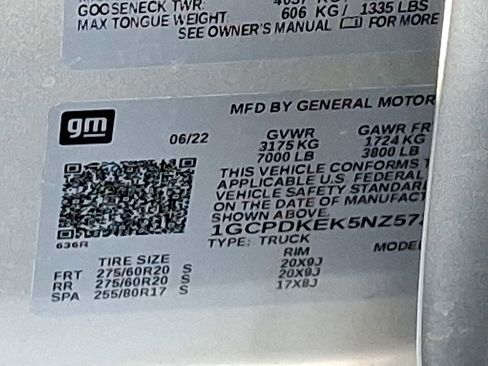 GOOSENECK TWR:
MAX TONGUE WEIGHT 606 KG/ 1335 LBS
SEE OWNER'S MANUAL FOR MORE
MFD BY GENERAL MOTOR
gm
06/22
GVWR GAWR FR
3175 KG 1724 KG
7000 LB 3800 LB
THIS VEHICLE CONFORMS T
APPLICABLE U.S. FEDERAL
VEHICLE SAFETY STANDAR
ON THE DATE OF MANUFACT
SHOWN ABOVE.
1GCPDKEK5NZ57
TYPE: TRUCK MODE
636R
TIRE SIZE RIM
FRT 275/60R20 S 20X9J
RR 275/60R20 S 20X9J
SPA 255/80R17 S 17X8J